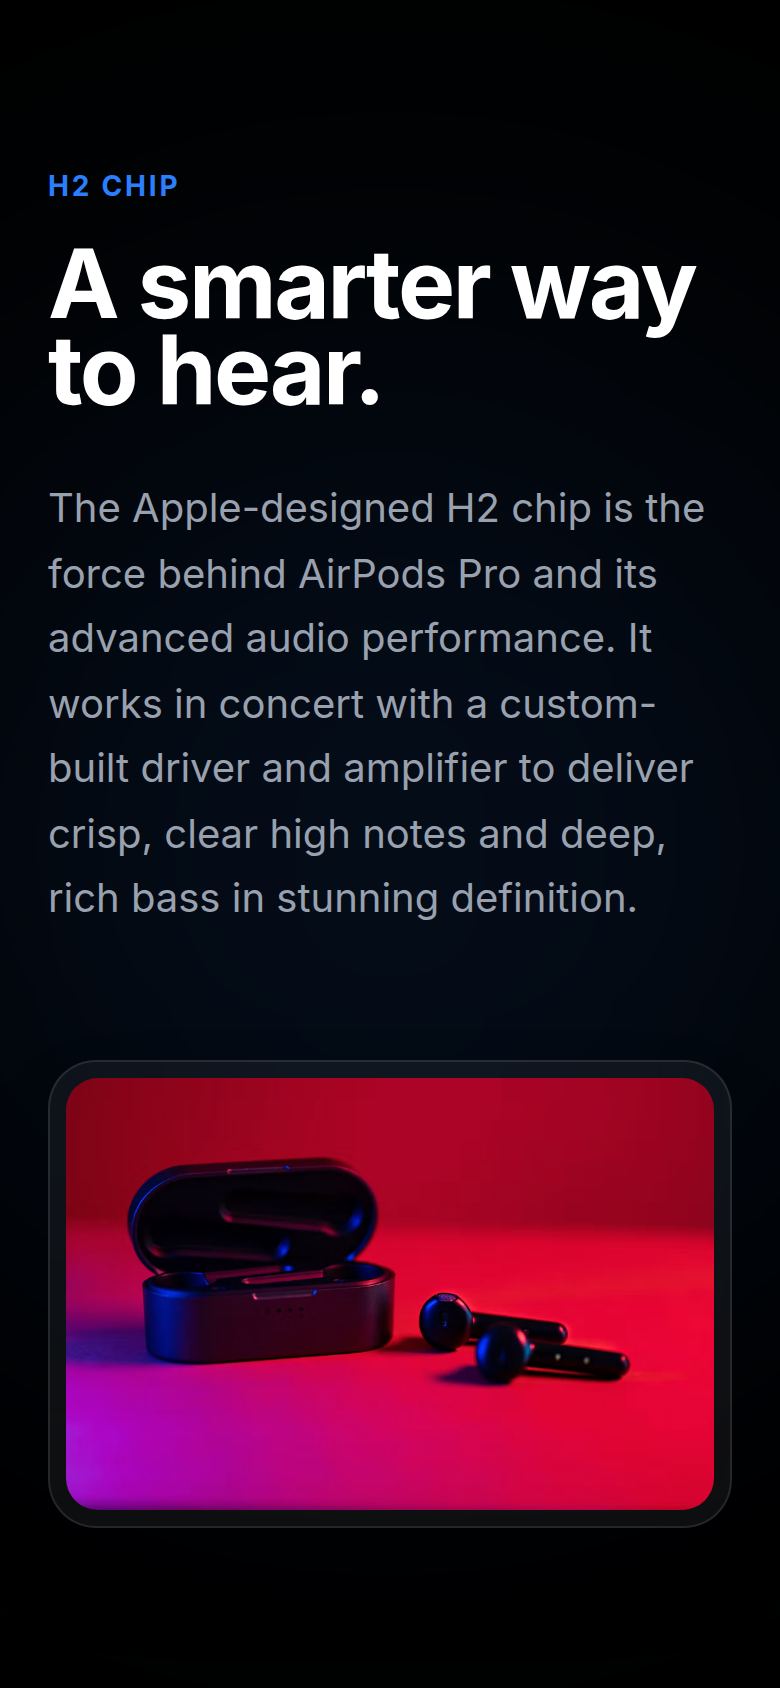 H2 CHIP
A smarter way
to hear.
The Apple-designed H2 chip is the
force behind AirPods Pro and its
advanced audio performance. It
works in concert with a custom-
built driver and amplifier to deliver
crisp, clear high notes and deep,
rich bass in stunning definition.